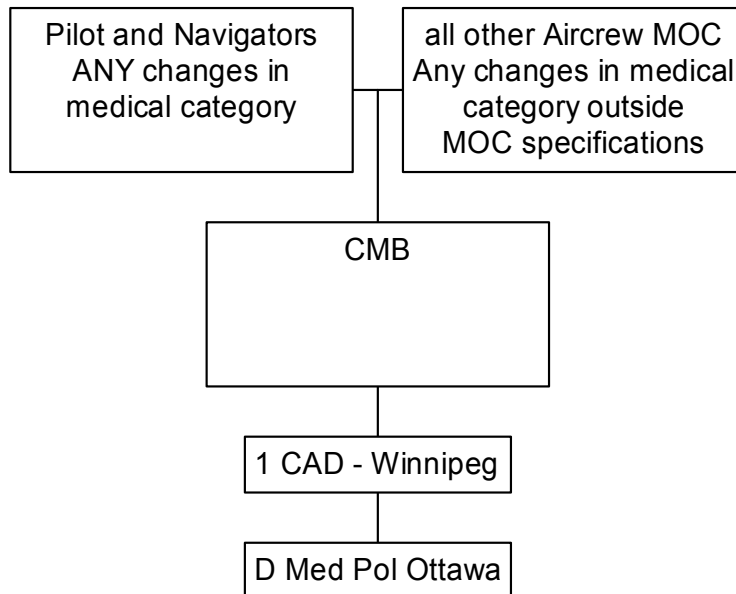 Pilot and Navigators
ANY changes in
medical category
all other Aircrew MOC
Any changes in medical
category outside
MOC specifications
CMB
1 CAD - Winnipeg
D Med Pol Ottawa